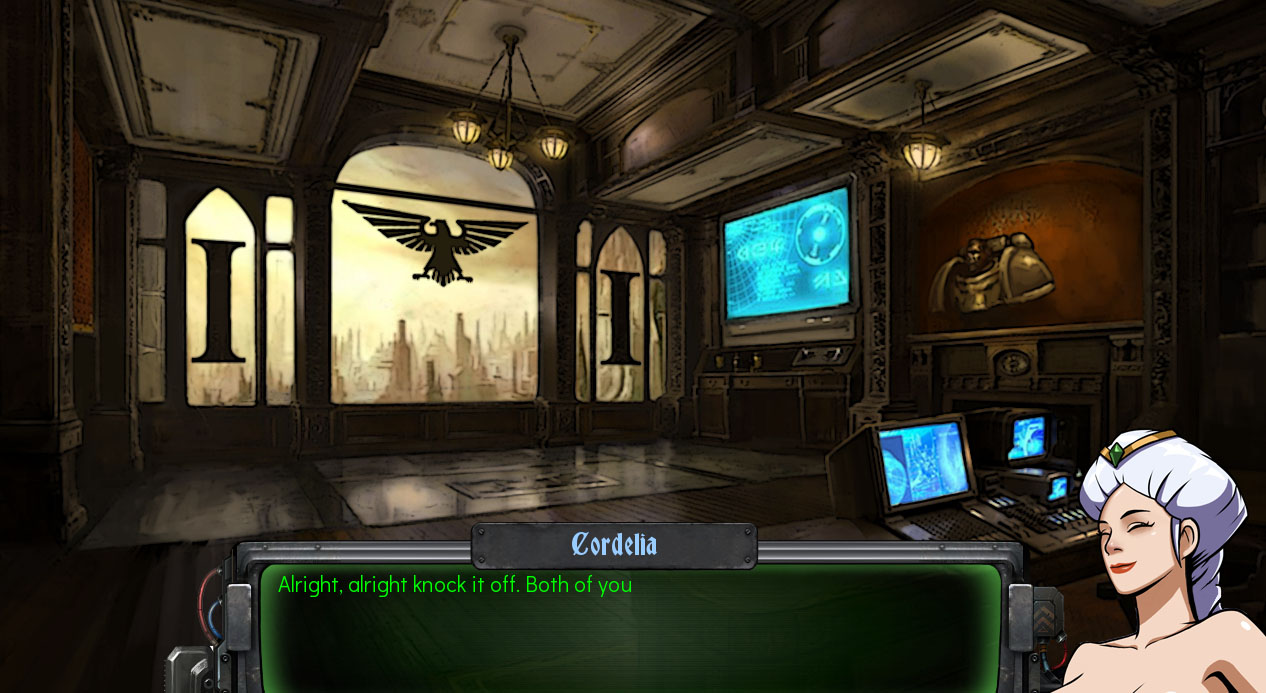 I
I
Cordelia
Alright, alright knock it off. Both of you